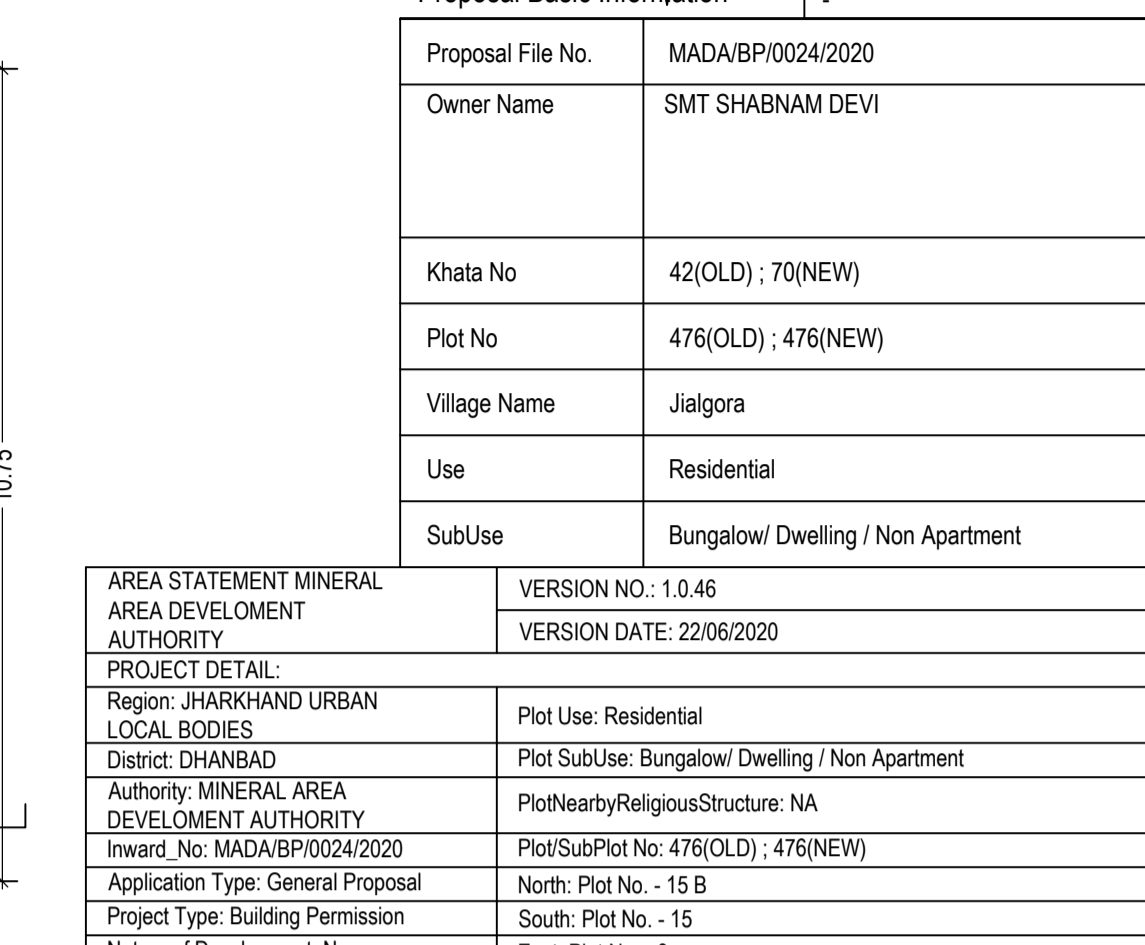 Proposal Basic Information
Proposal File No. MADA/BP/0024/2020
Owner Name SMT SHABNAM DEVI
Khata No 42(OLD) ; 70(NEW)
Plot No 476(OLD) ; 476(NEW)
Village Name Jialgora
Use Residential
SubUse Bungalow/ Dwelling / Non Apartment
10.75
AREA STATEMENT MINERAL
AREA DEVELOMENT
AUTHORITY
VERSION NO.: 1.0.46
VERSION DATE: 22/06/2020
PROJECT DETAIL:
Region: JHARKHAND URBAN
LOCAL BODIES
Plot Use: Residential
District: DHANBAD
Plot SubUse: Bungalow/ Dwelling / Non Apartment
Authority: MINERAL AREA
DEVELOMENT AUTHORITY
PlotNearbyReligiousStructure: NA
Inward_No: MADA/BP/0024/2020
Plot/SubPlot No: 476(OLD) ; 476(NEW)
Application Type: General Proposal
North: Plot No. - 15 B
Project Type: Building Permission
South: Plot No. - 15